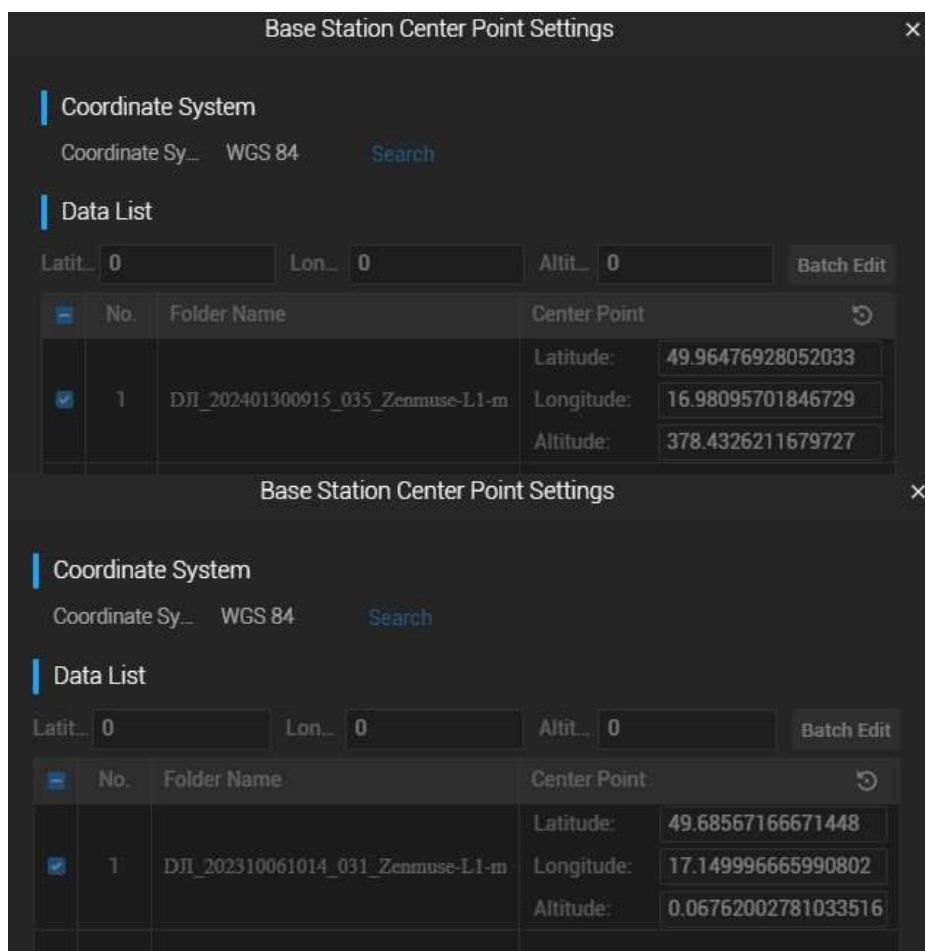 Base Station Center Point Settings
Coordinate System
Coordinate Sy... WGS 84 Search
Data List
Latit... 0 Lon... 0 Altit... 0 Batch Edit
No. Folder Name Center Point
Latitude: 49.96476928052033
1 DJI_202401300915_035_Zenmuse-L1-m Longitude: 16.98095701846729
Altitude: 378.4326211679727
Base Station Center Point Settings
Coordinate System
Coordinate Sy... WGS 84 Search
Data List
Latit... 0 Lon... 0 Altit... 0 Batch Edit
No. Folder Name Center Point
Latitude: 49.68567166671448
1 DJI_202310061014_031_Zenmuse-L1-m Longitude: 17.149996665990802
Altitude: 0.06762002781033516